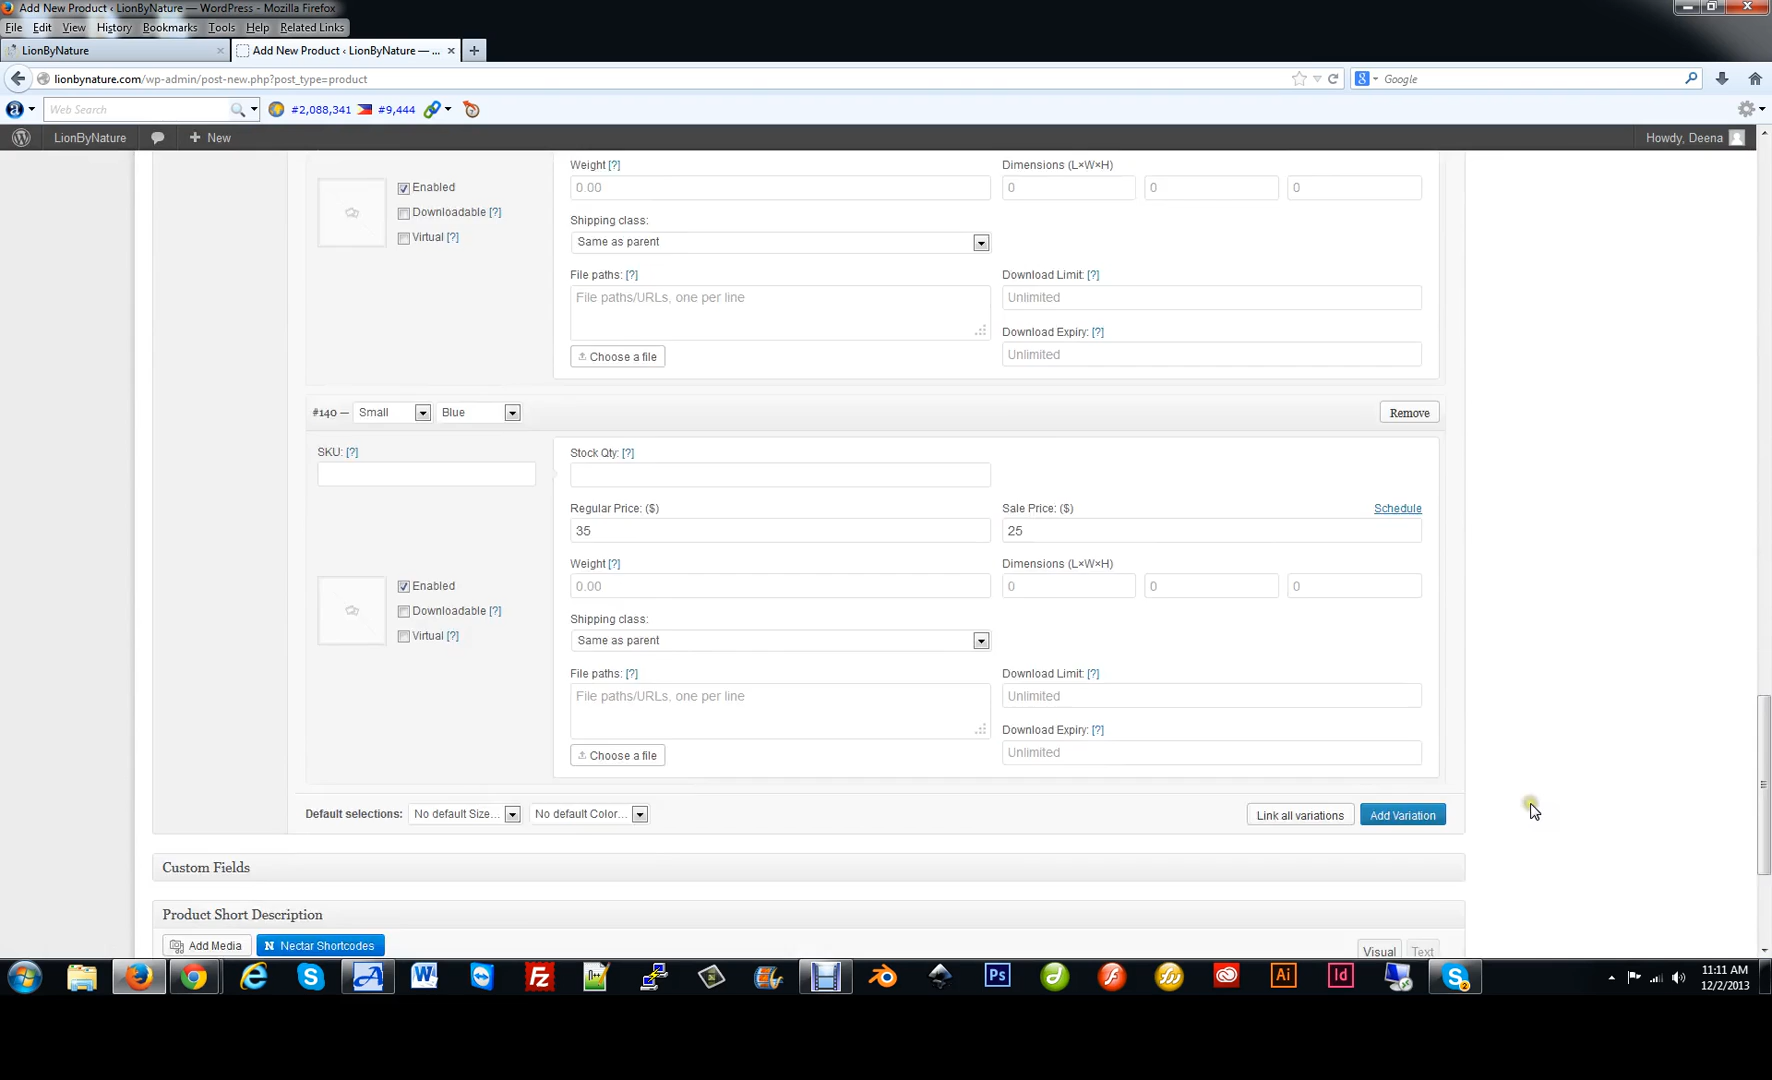 Add New Product ‹ LionByNature — WordPress - Mozilla Firefox
File Edit View History Bookmarks Tools Help Related Links
LionByNature × Add New Product ‹ LionByNature — ... × +
lionbynature.com/wp-admin/post-new.php?post_type=product Google
a Web Search #2,088,341 #9,444
LionByNature + New Howdy, Deena
Weight [?] Dimensions (L×W×H)
0.00 0 0 0
Enabled
Downloadable [?]
Virtual [?]
Shipping class:
Same as parent
File paths: [?] Download Limit: [?]
File paths/URLs, one per line Unlimited
Download Expiry: [?]
Choose a file Unlimited
#140 — Small Blue Remove
SKU: [?] Stock Qty: [?]
Regular Price: ($) Sale Price: ($) Schedule
35 25
Weight [?] Dimensions (L×W×H)
Enabled 0.00 0 0 0
Downloadable [?]
Shipping class:
Virtual [?] Same as parent
File paths: [?] Download Limit: [?]
File paths/URLs, one per line Unlimited
Download Expiry: [?]
Choose a file Unlimited
Default selections: No default Size... No default Color... Link all variations Add Variation
Custom Fields
Product Short Description
Add Media N Nectar Shortcodes Visual Text
Ps Ai Id 2
11:11 AM
12/2/2013